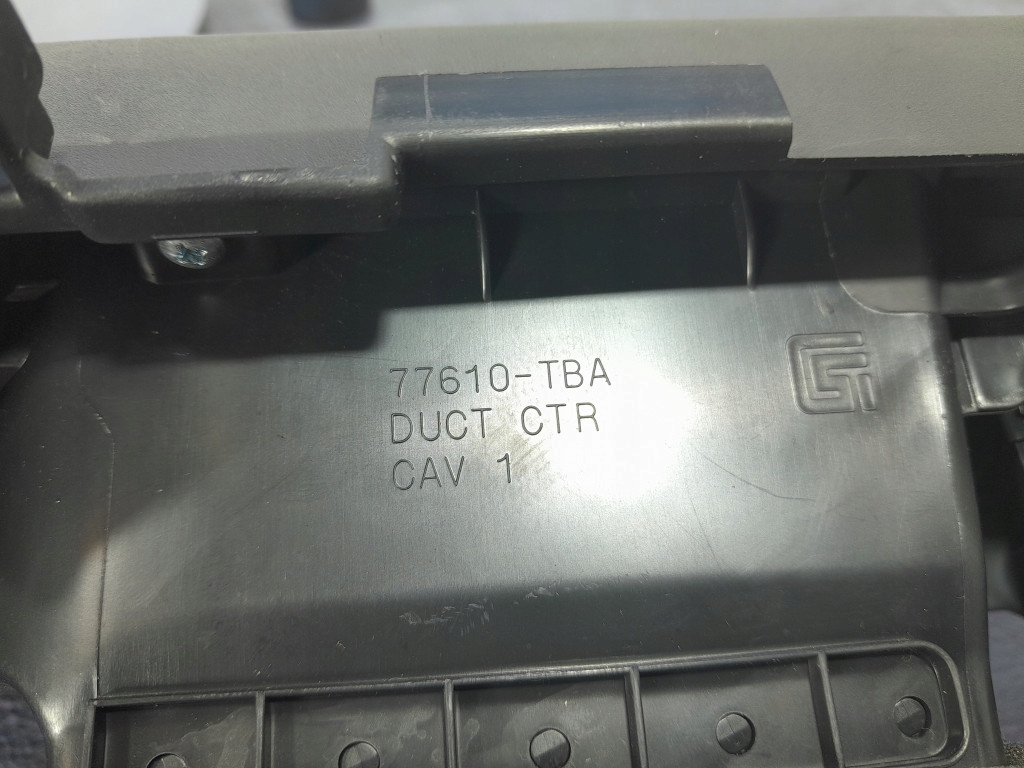 77610-TBA
DUCT CTR
CAV 1